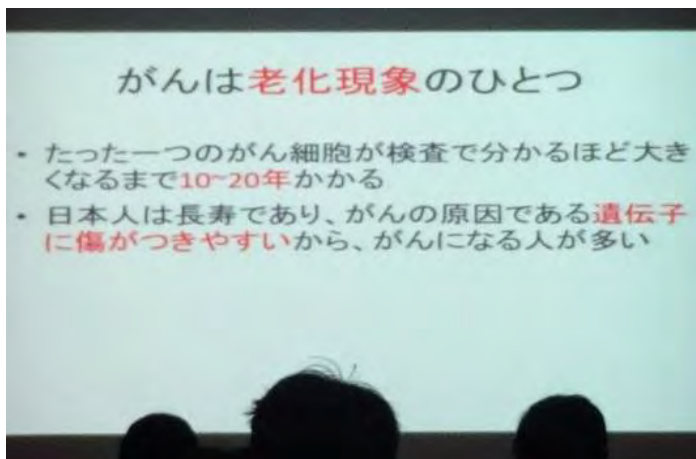 がんは老化現象のひとつ
・たった一つのがん細胞が検査で分かるほど大き
くなるまで10~20年かかる
・日本人は長寿であり、がんの原因である遺伝子
に傷がつきやすいから、がんになる人が多い